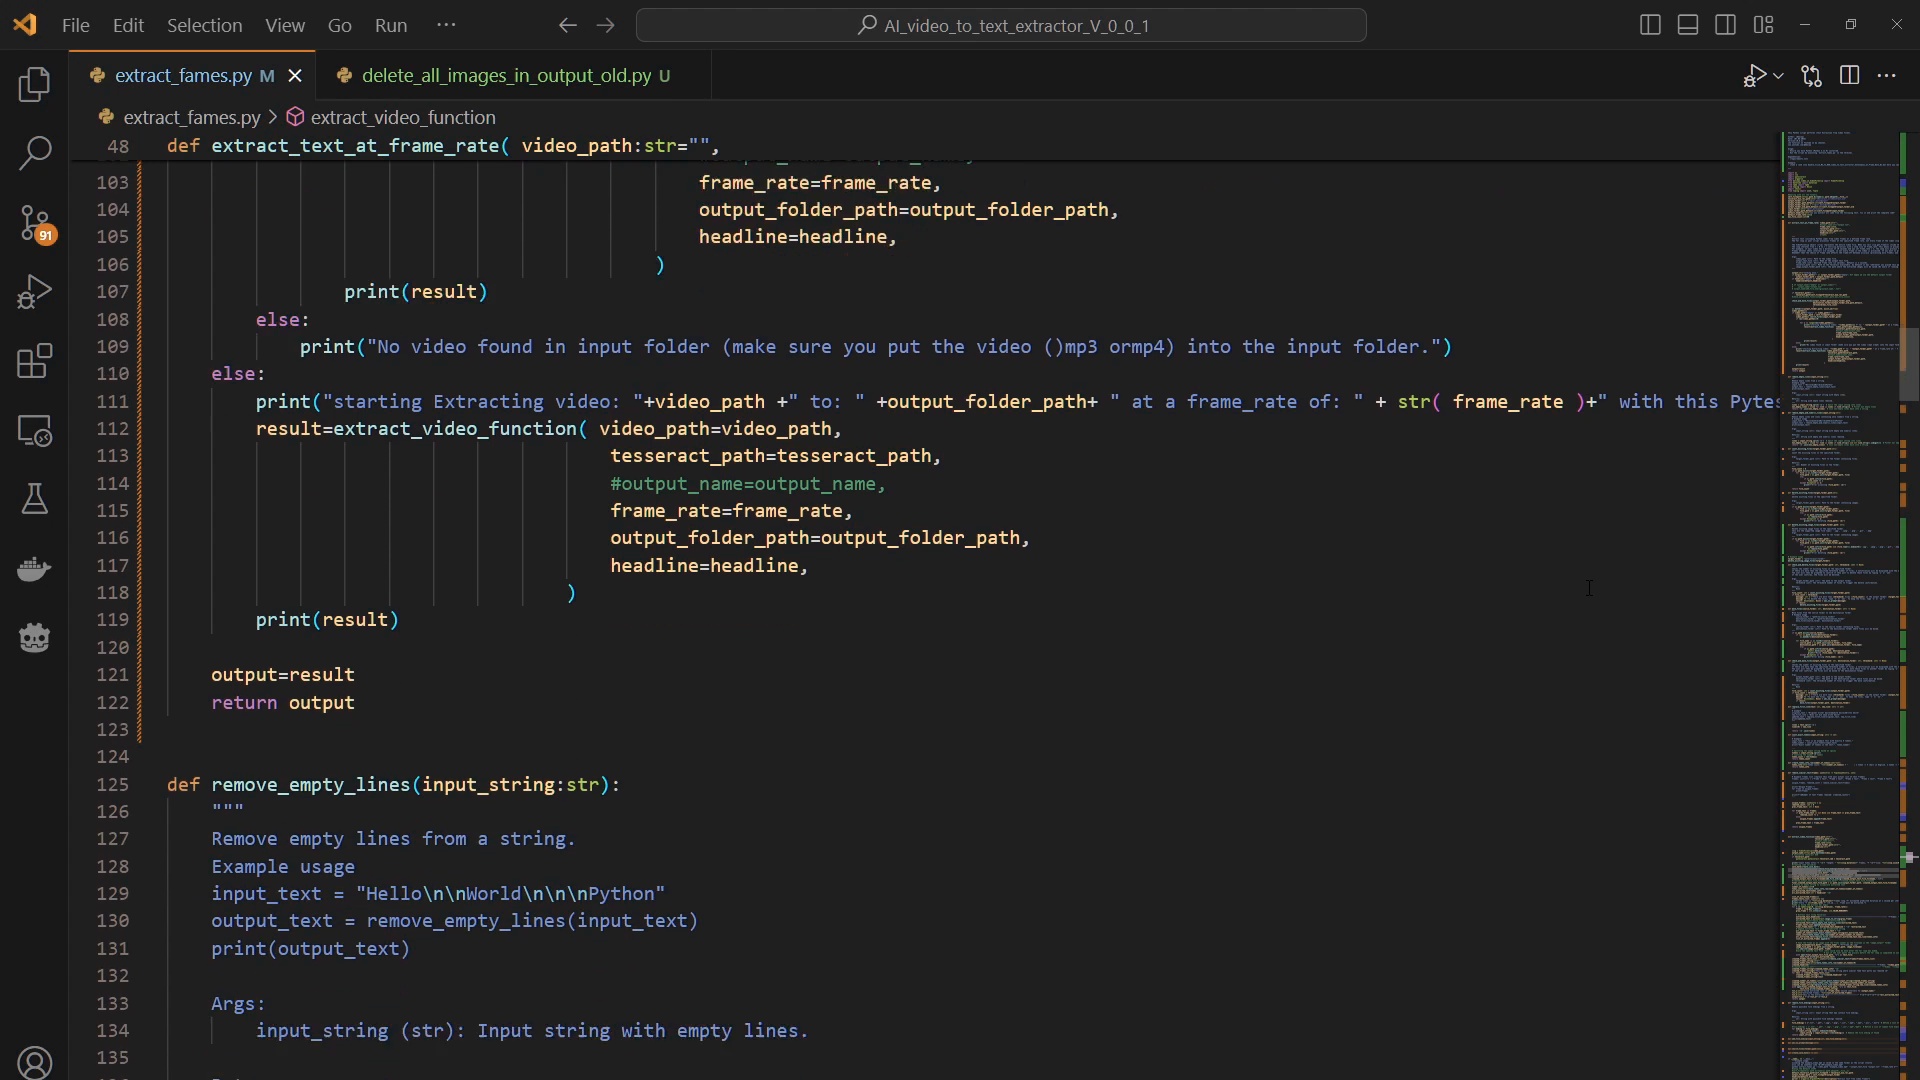 File Edit Selection View Go Run ···
AI_video_to_text_extractor_V_0_0_1
extract_fames.py M
delete_all_images_in_output_old.py U
extract_fames.py > extract_video_function
48 def extract_text_at_frame_rate( video_path:str="",
103 frame_rate=frame_rate,
104 output_folder_path=output_folder_path,
105 headline=headline,
106 )
107 print(result)
108 else:
109 print("No video found in input folder (make sure you put the video ()mp3 ormp4) into the input folder.")
110 else:
111 print("starting Extracting video: "+video_path +" to: " +output_folder_path+ " at a frame_rate of: " + str( frame_rate )+" with this Pytes
112 result=extract_video_function( video_path=video_path,
113 tesseract_path=tesseract_path,
114 #output_name=output_name,
115 frame_rate=frame_rate,
116 output_folder_path=output_folder_path,
117 headline=headline,
118 )
119 print(result)
120
121 output=result
122 return output
123
124
125 def remove_empty_lines(input_string:str):
126 """
127 Remove empty lines from a string.
128 Example usage
129 input_text = "Hello\n\nWorld\n\n\nPython"
130 output_text = remove_empty_lines(input_text)
131 print(output_text)
132
133 Args:
134 input_string (str): Input string with empty lines.
135
91